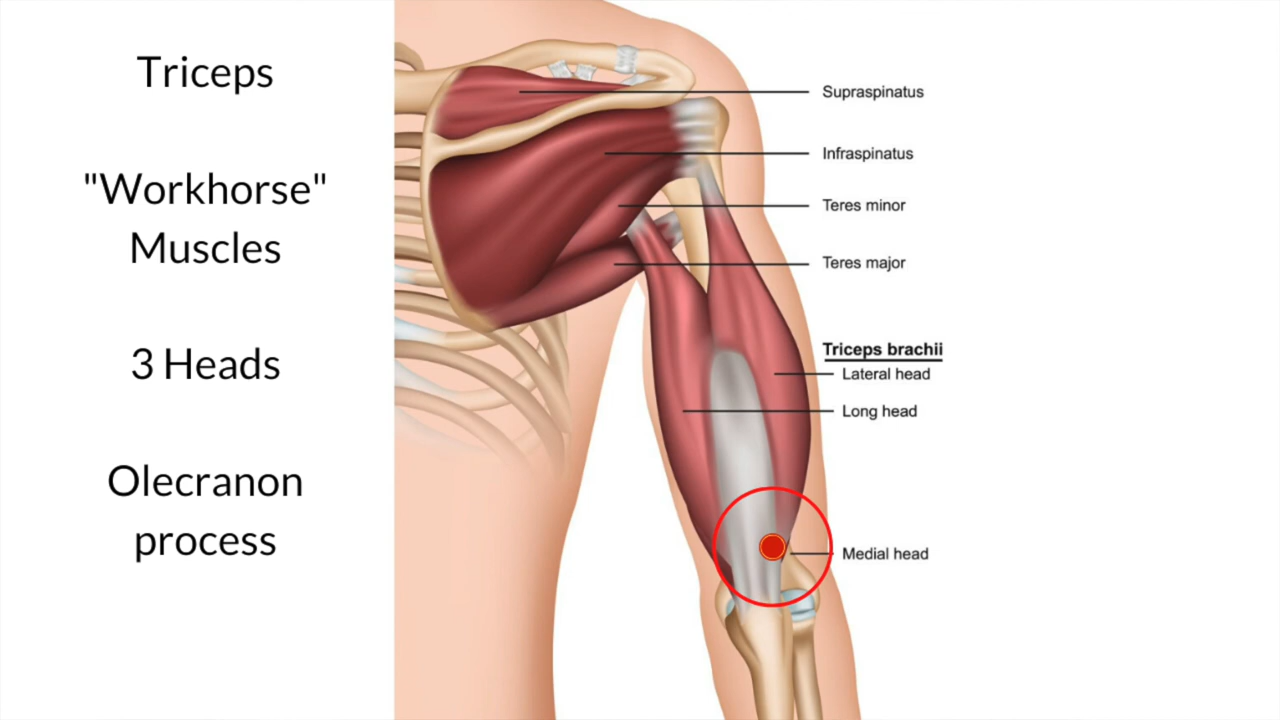 Triceps
"Workhorse"
Muscles
3 Heads
Olecranon
process
Supraspinatus
Infraspinatus
Teres minor
Teres major
Triceps brachii
Lateral head
Long head
Medial head